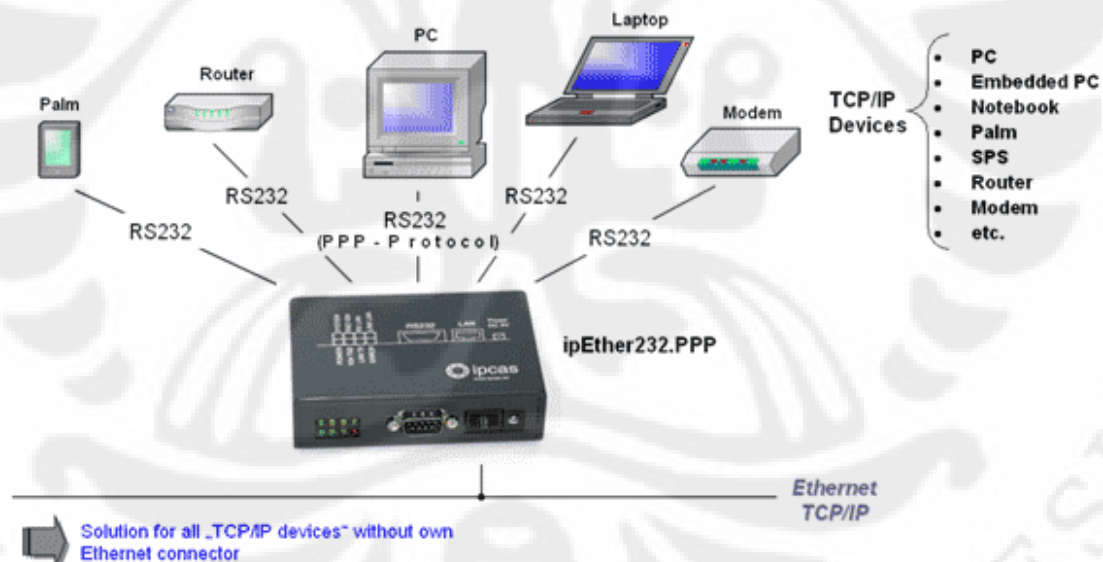 Laptop
PC
Router
Palm
Modem
TCP/IP
Devices
• PC
• Embedded PC
• Notebook
• Palm
• SPS
• Router
• Modem
• etc.
RS232
RS232
RS232
RS232
RS232
(PPP - Protocol)
RS232
LAN
Power
ipcas
ipEther232.PPP
Ethernet
TCP/IP
Solution for all „TCP/IP devices“ without own
Ethernet connector